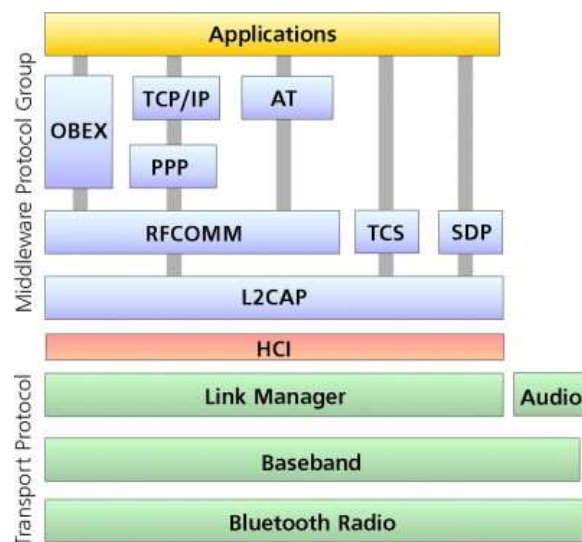 Applications
Middleware Protocol Group
OBEX
TCP/IP
AT
PPP
RFCOMM
TCS
SDP
L2CAP
HCI
Transport Protocol
Link Manager
Audio
Baseband
Bluetooth Radio